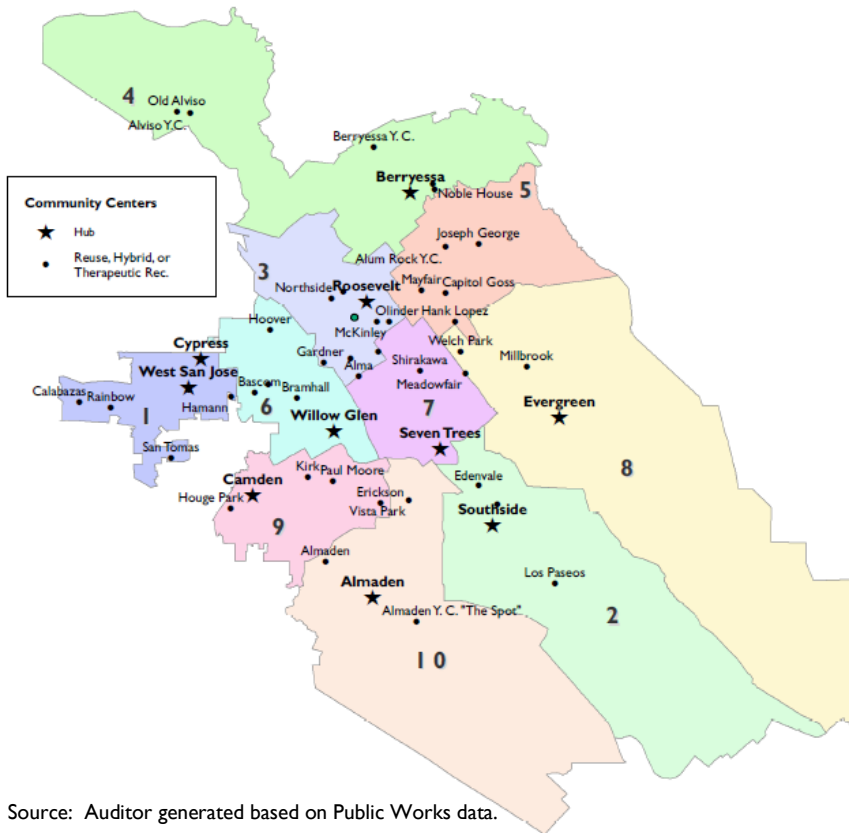 4
Old Alviso
Alviso Y.C.
Berryessa Y. C.
Berryessa
Noble House
5
Community Centers
Hub
Reuse, Hybrid, or
Therapeutic Rec.
Joseph George
Alum Rock Y.C.
3
Mayfair
Capitol Goss
Northside
Roosevelt
Olinder
Hank Lopez
Hoover
McKinley
Welch Park
Cypress
Gardner
Shirakawa
Millbrook
West San Jose
Alma
Meadowfair
Calabazas
Rainbow
Bascom
Bramhall
Hamann
1
6
Willow Glen
7
Evergreen
Seven Trees
San Tomas
8
Kirk
Paul Moore
Edenvale
Camden
Houge Park
Erickson
Vista Park
Southside
9
Almaden
Los Paseos
Almaden
Almaden Y. C. "The Spot"
2
1 0
Source: Auditor generated based on Public Works data.